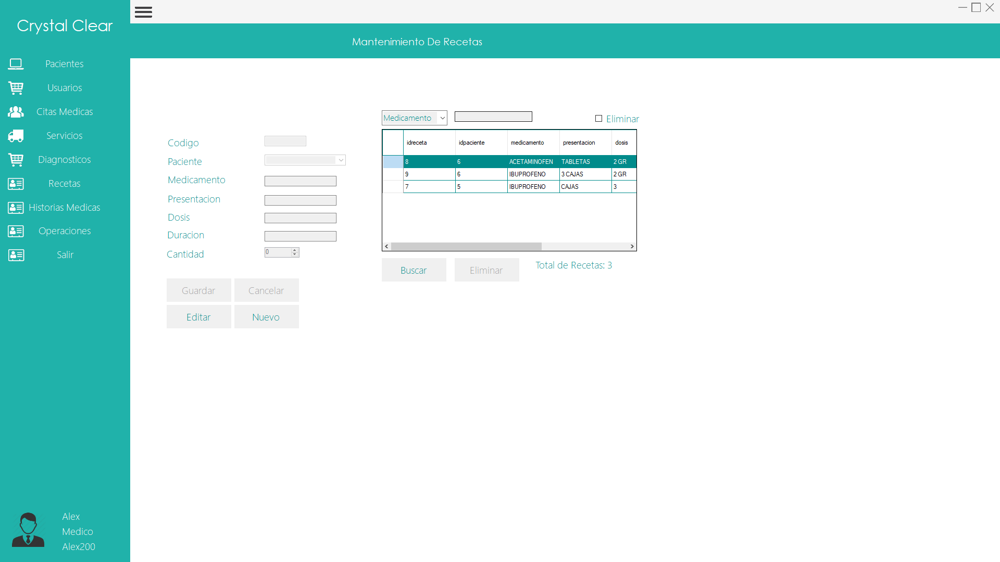 Crystal Clear
Pacientes
Usuarios
Citas Medicas
Servicios
Diagnosticos
Recetas
Historias Medicas
Operaciones
Salir
Alex
Medico
Alex200
Mantenimiento De Recetas
Codigo
Paciente
Medicamento
Presentacion
Dosis
Duracion
Cantidad 0
Guardar Cancelar
Editar Nuevo
Medicamento Eliminar
idreceta idpaciente medicamento presentacion dosis
8 6 ACETAMINOFEN TABLETAS 2 GR
9 6 IBUPROFENO 3 CAJAS 2 GR
7 5 IBUPROFENO CAJAS 3
Buscar Eliminar Total de Recetas: 3